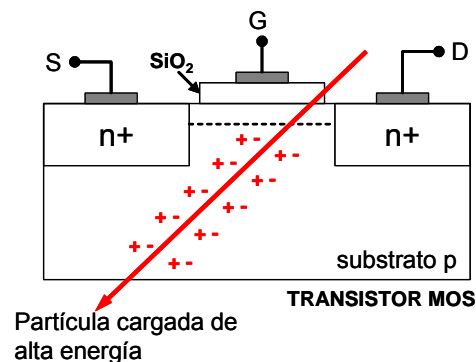 G
S
SiO2
D
n+
n+
+ -
+ -
+ -
+ -
+ -
+ -
+ -
+ -
+ -
+ -
substrato p
TRANSISTOR MOS
Partícula cargada de
alta energía